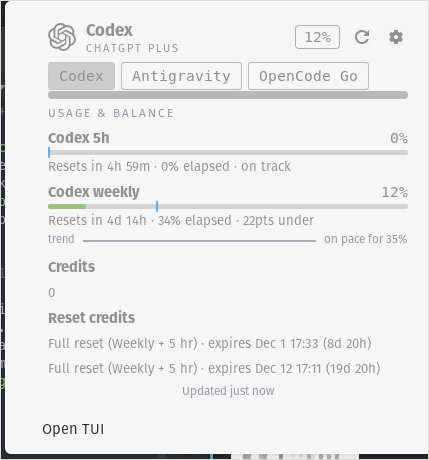 Codex
CHATGPT PLUS
12%
Codex
Antigravity
OpenCode Go
USAGE & BALANCE
Codex 5h 0%
Resets in 4h 59m · 0% elapsed · on track
Codex weekly 12%
Resets in 4d 14h · 34% elapsed · 22pts under
trend on pace for 35%
Credits
0
Reset credits
Full reset (Weekly + 5 hr) · expires Dec 1 17:33 (8d 20h)
Full reset (Weekly + 5 hr) · expires Dec 12 17:11 (19d 20h)
Updated just now
Open TUI